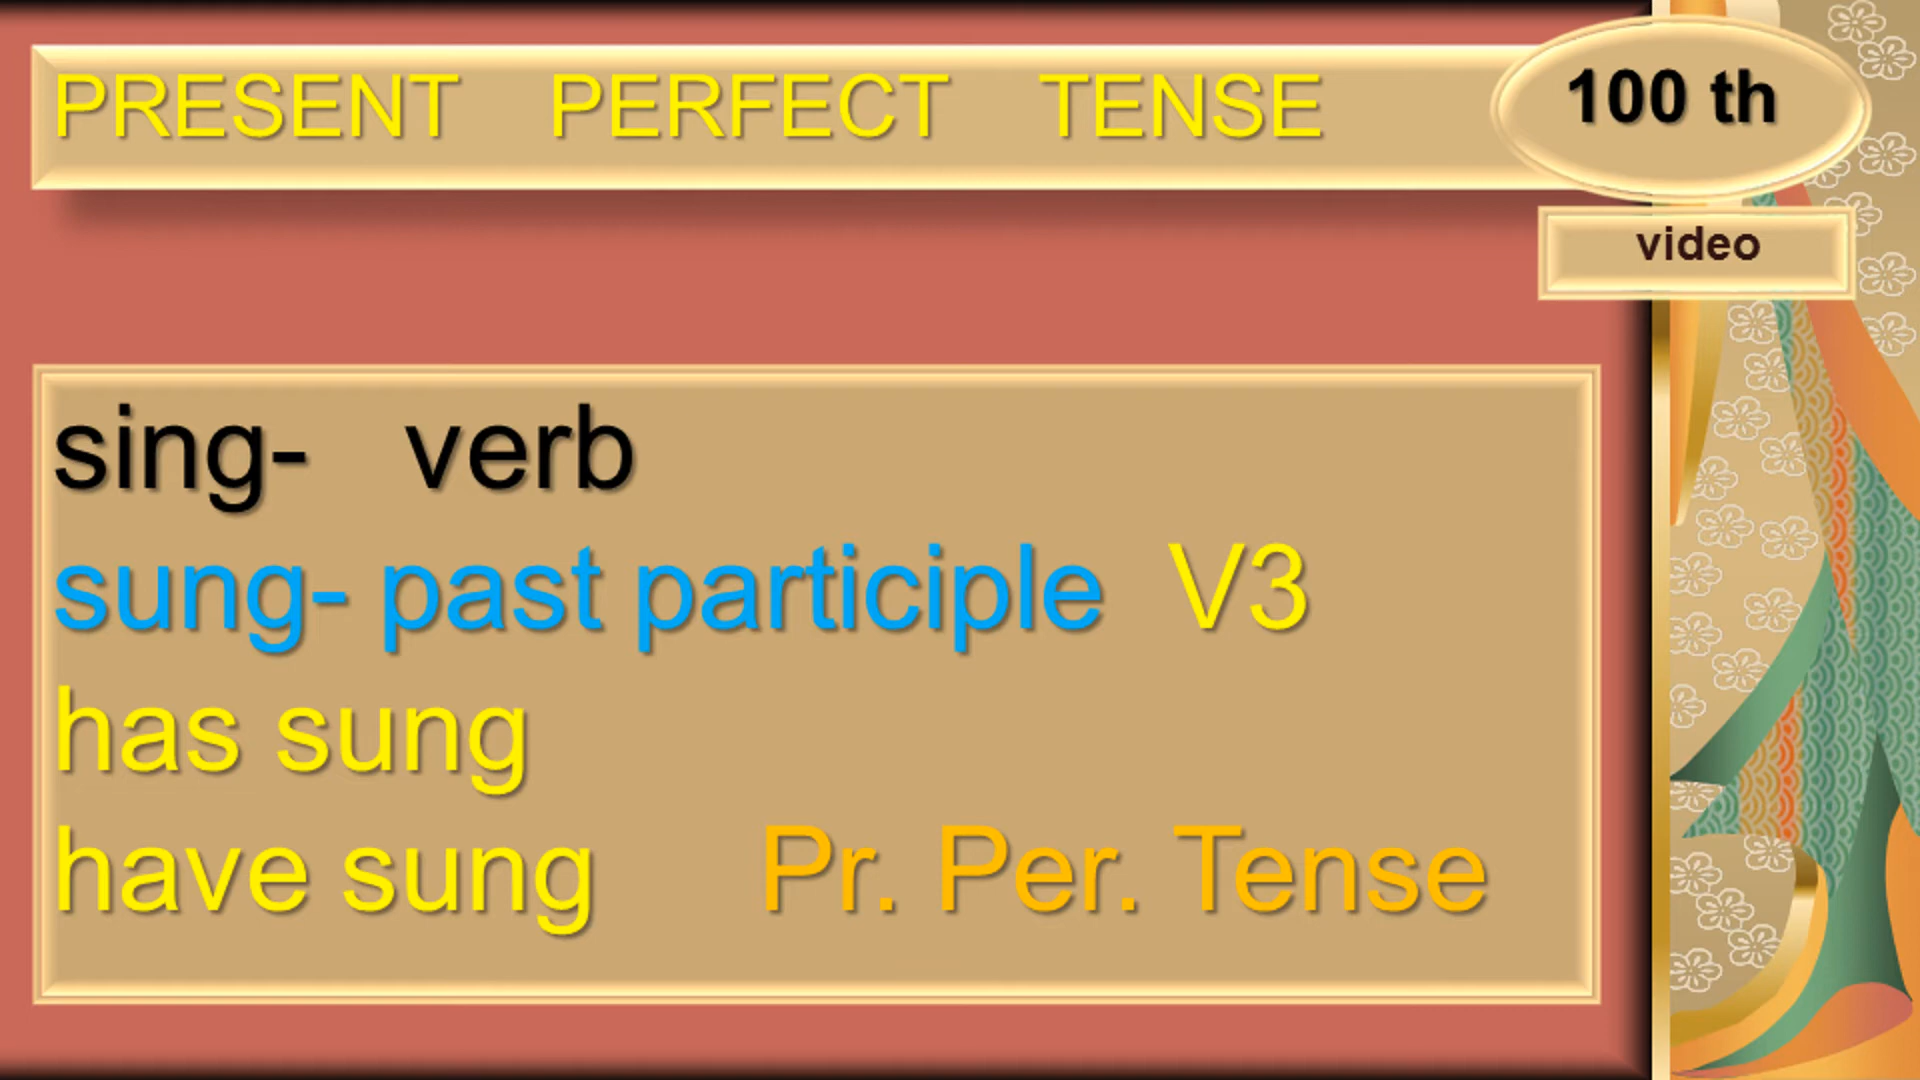 PRESENT PERFECT TENSE
100 th
video
sing- verb
sung- past participle V3
has sung
have sung Pr. Per. Tense